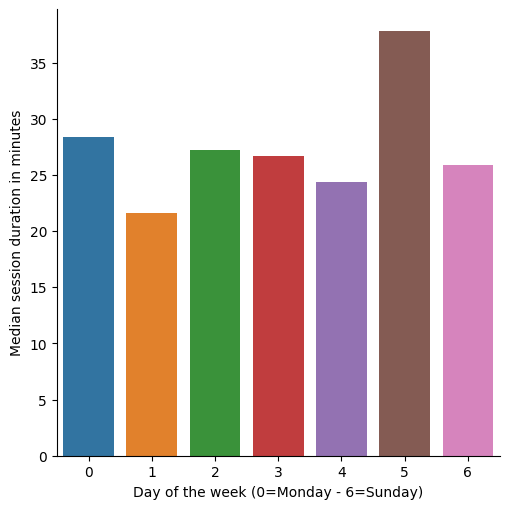 Median session duration in minutes
35
30
25
20
15
10
5
0
0 1 2 3 4 5 6
Day of the week (0=Monday - 6=Sunday)